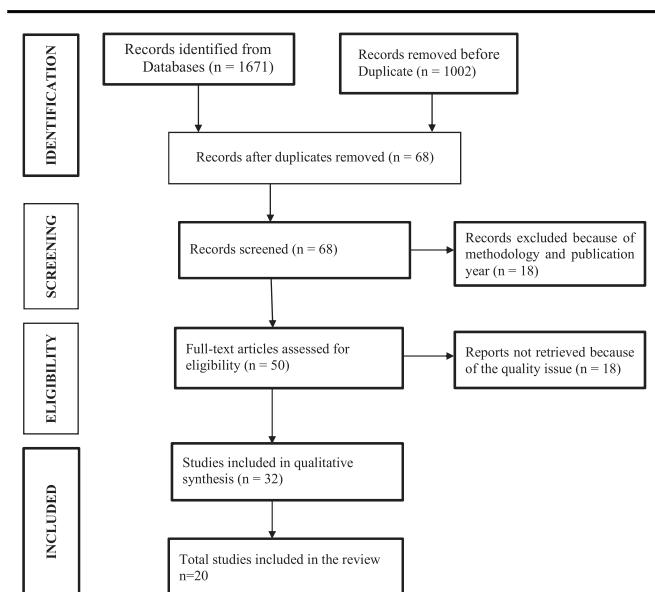 IDENTIFICATION
Records identified from
Databases (n = 1671)
Records removed before
Duplicate (n = 1002)
Records after duplicates removed (n = 68)
SCREENING
Records screened (n = 68)
Records excluded because of
methodology and publication
year (n = 18)
ELIGIBILITY
Full-text articles assessed for
eligibility (n = 50)
Reports not retrieved because
of the quality issue (n = 18)
INCLUDED
Studies included in qualitative
synthesis (n = 32)
Total studies included in the review
n=20